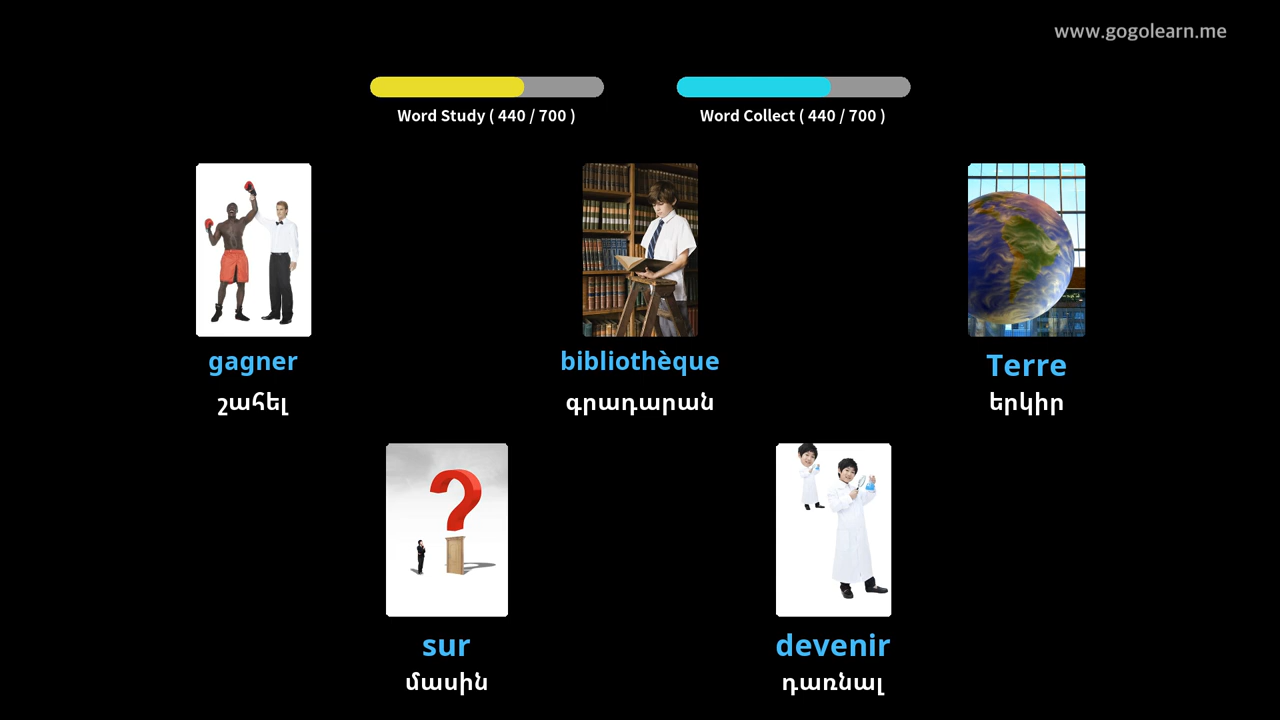 www.gogolearn.me
Word Study ( 440 / 700 )
Word Collect ( 440 / 700 )
gagner
շահել
bibliothèque
գրադարան
Terre
երկիր
sur
մասին
devenir
դառնալ